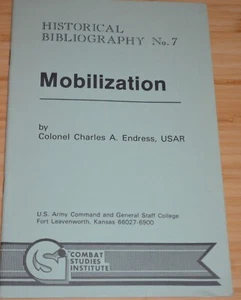 HISTORICAL
BIBLIOGRAPHY No. 7
Mobilization
by
Colonel Charles A. Endress, USAR
U.S. Army Command and General Staff College
Fort Leavenworth, Kansas 66027-6900
COMBAT
STUDIES
INSTITUTE